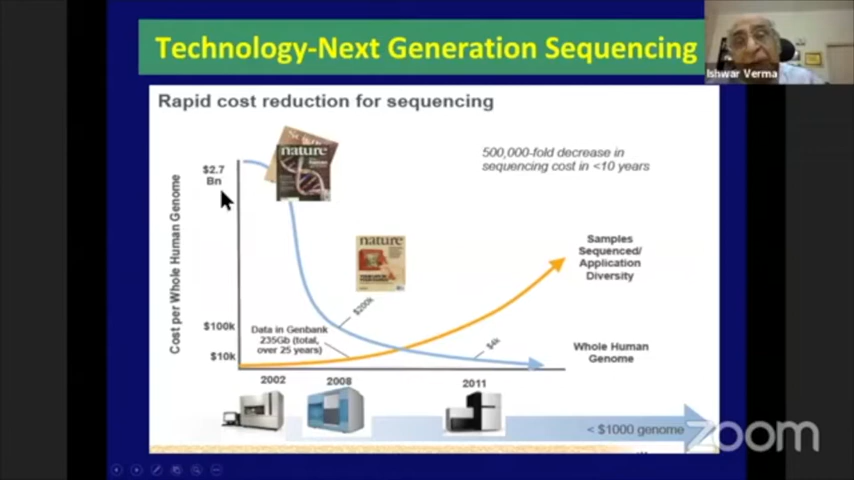 Technology-Next Generation Sequencing
Ishwar Verma
Rapid cost reduction for sequencing
500,000-fold decrease in
sequencing cost in <10 years
$2.7
Bn
nature
nature
Cost per Whole Human Genome
Samples
Sequenced/
Application
Diversity
$200k
$100k
Data in Genbank
235Gb (total,
over 25 years)
$4k
$10k
Whole Human
Genome
2002
2008
2011
< $1000 genome
zoom